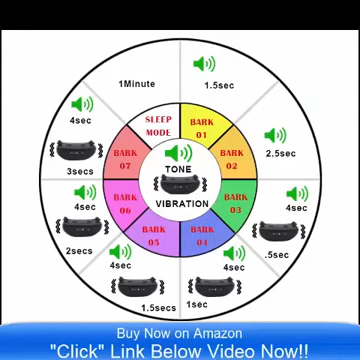 1Minute
1.5sec
4sec
SLEEP
MODE
BARK
01
BARK
07
BARK
02
2.5sec
3secs
TONE
4sec
BARK
06
VIBRATION
BARK
03
4sec
2secs
BARK
05
BARK
04
.5sec
4sec
4sec
1.5secs
1sec
Buy Now on Amazon
"Click" Link Below Video Now!!